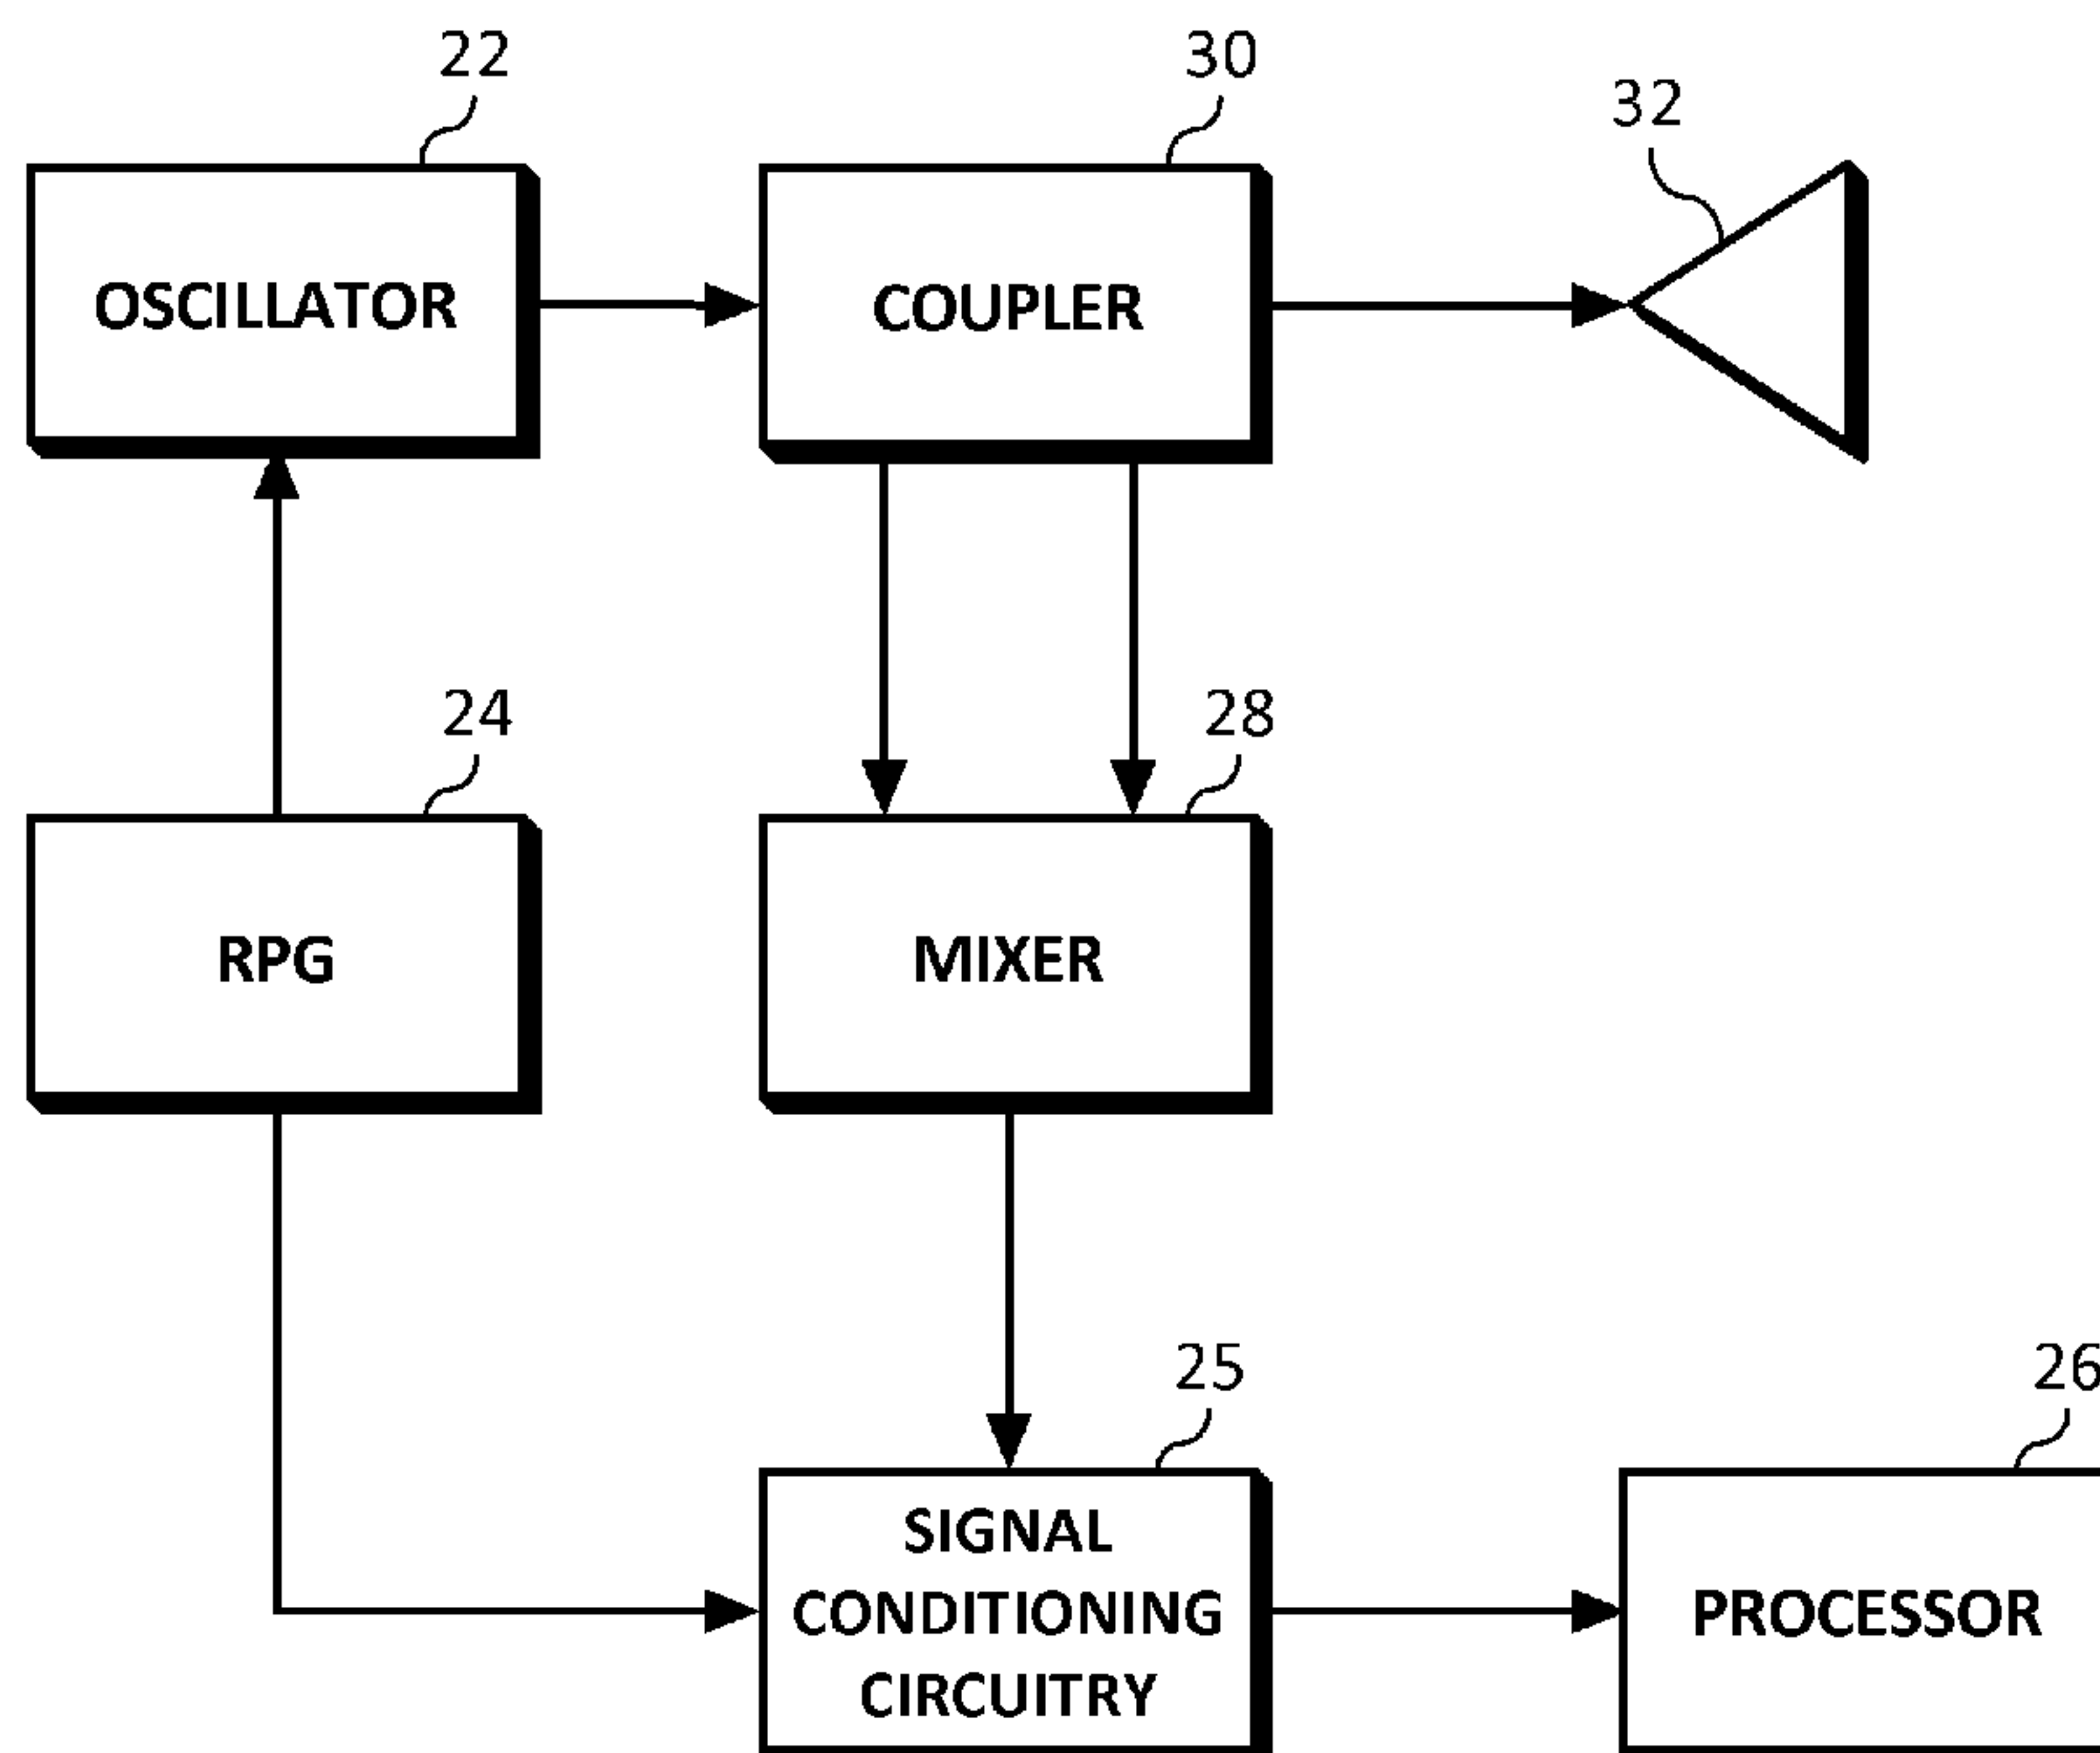 22
30
32
OSCILLATOR
COUPLER
24
28
RPG
MIXER
25
26
SIGNAL
CONDITIONING
CIRCUITRY
PROCESSOR